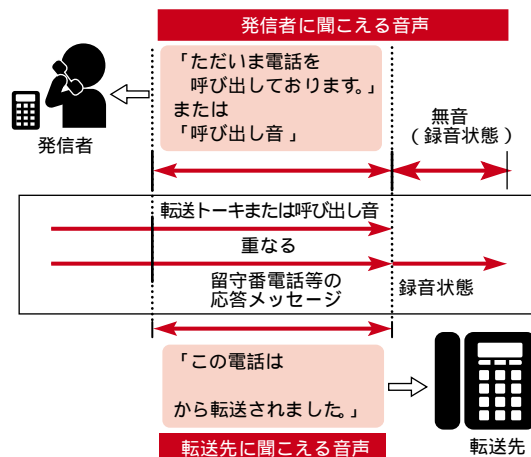 発信者に聞こえる音声
「ただいま電話を
呼び出しております。」
または
「呼び出し音」
発信者
無音
（録音状態）
転送トーキまたは呼び出し音
重なる
留守番電話等の
応答メッセージ
録音状態
「この電話は
から転送されました。」
転送先に聞こえる音声
転送先